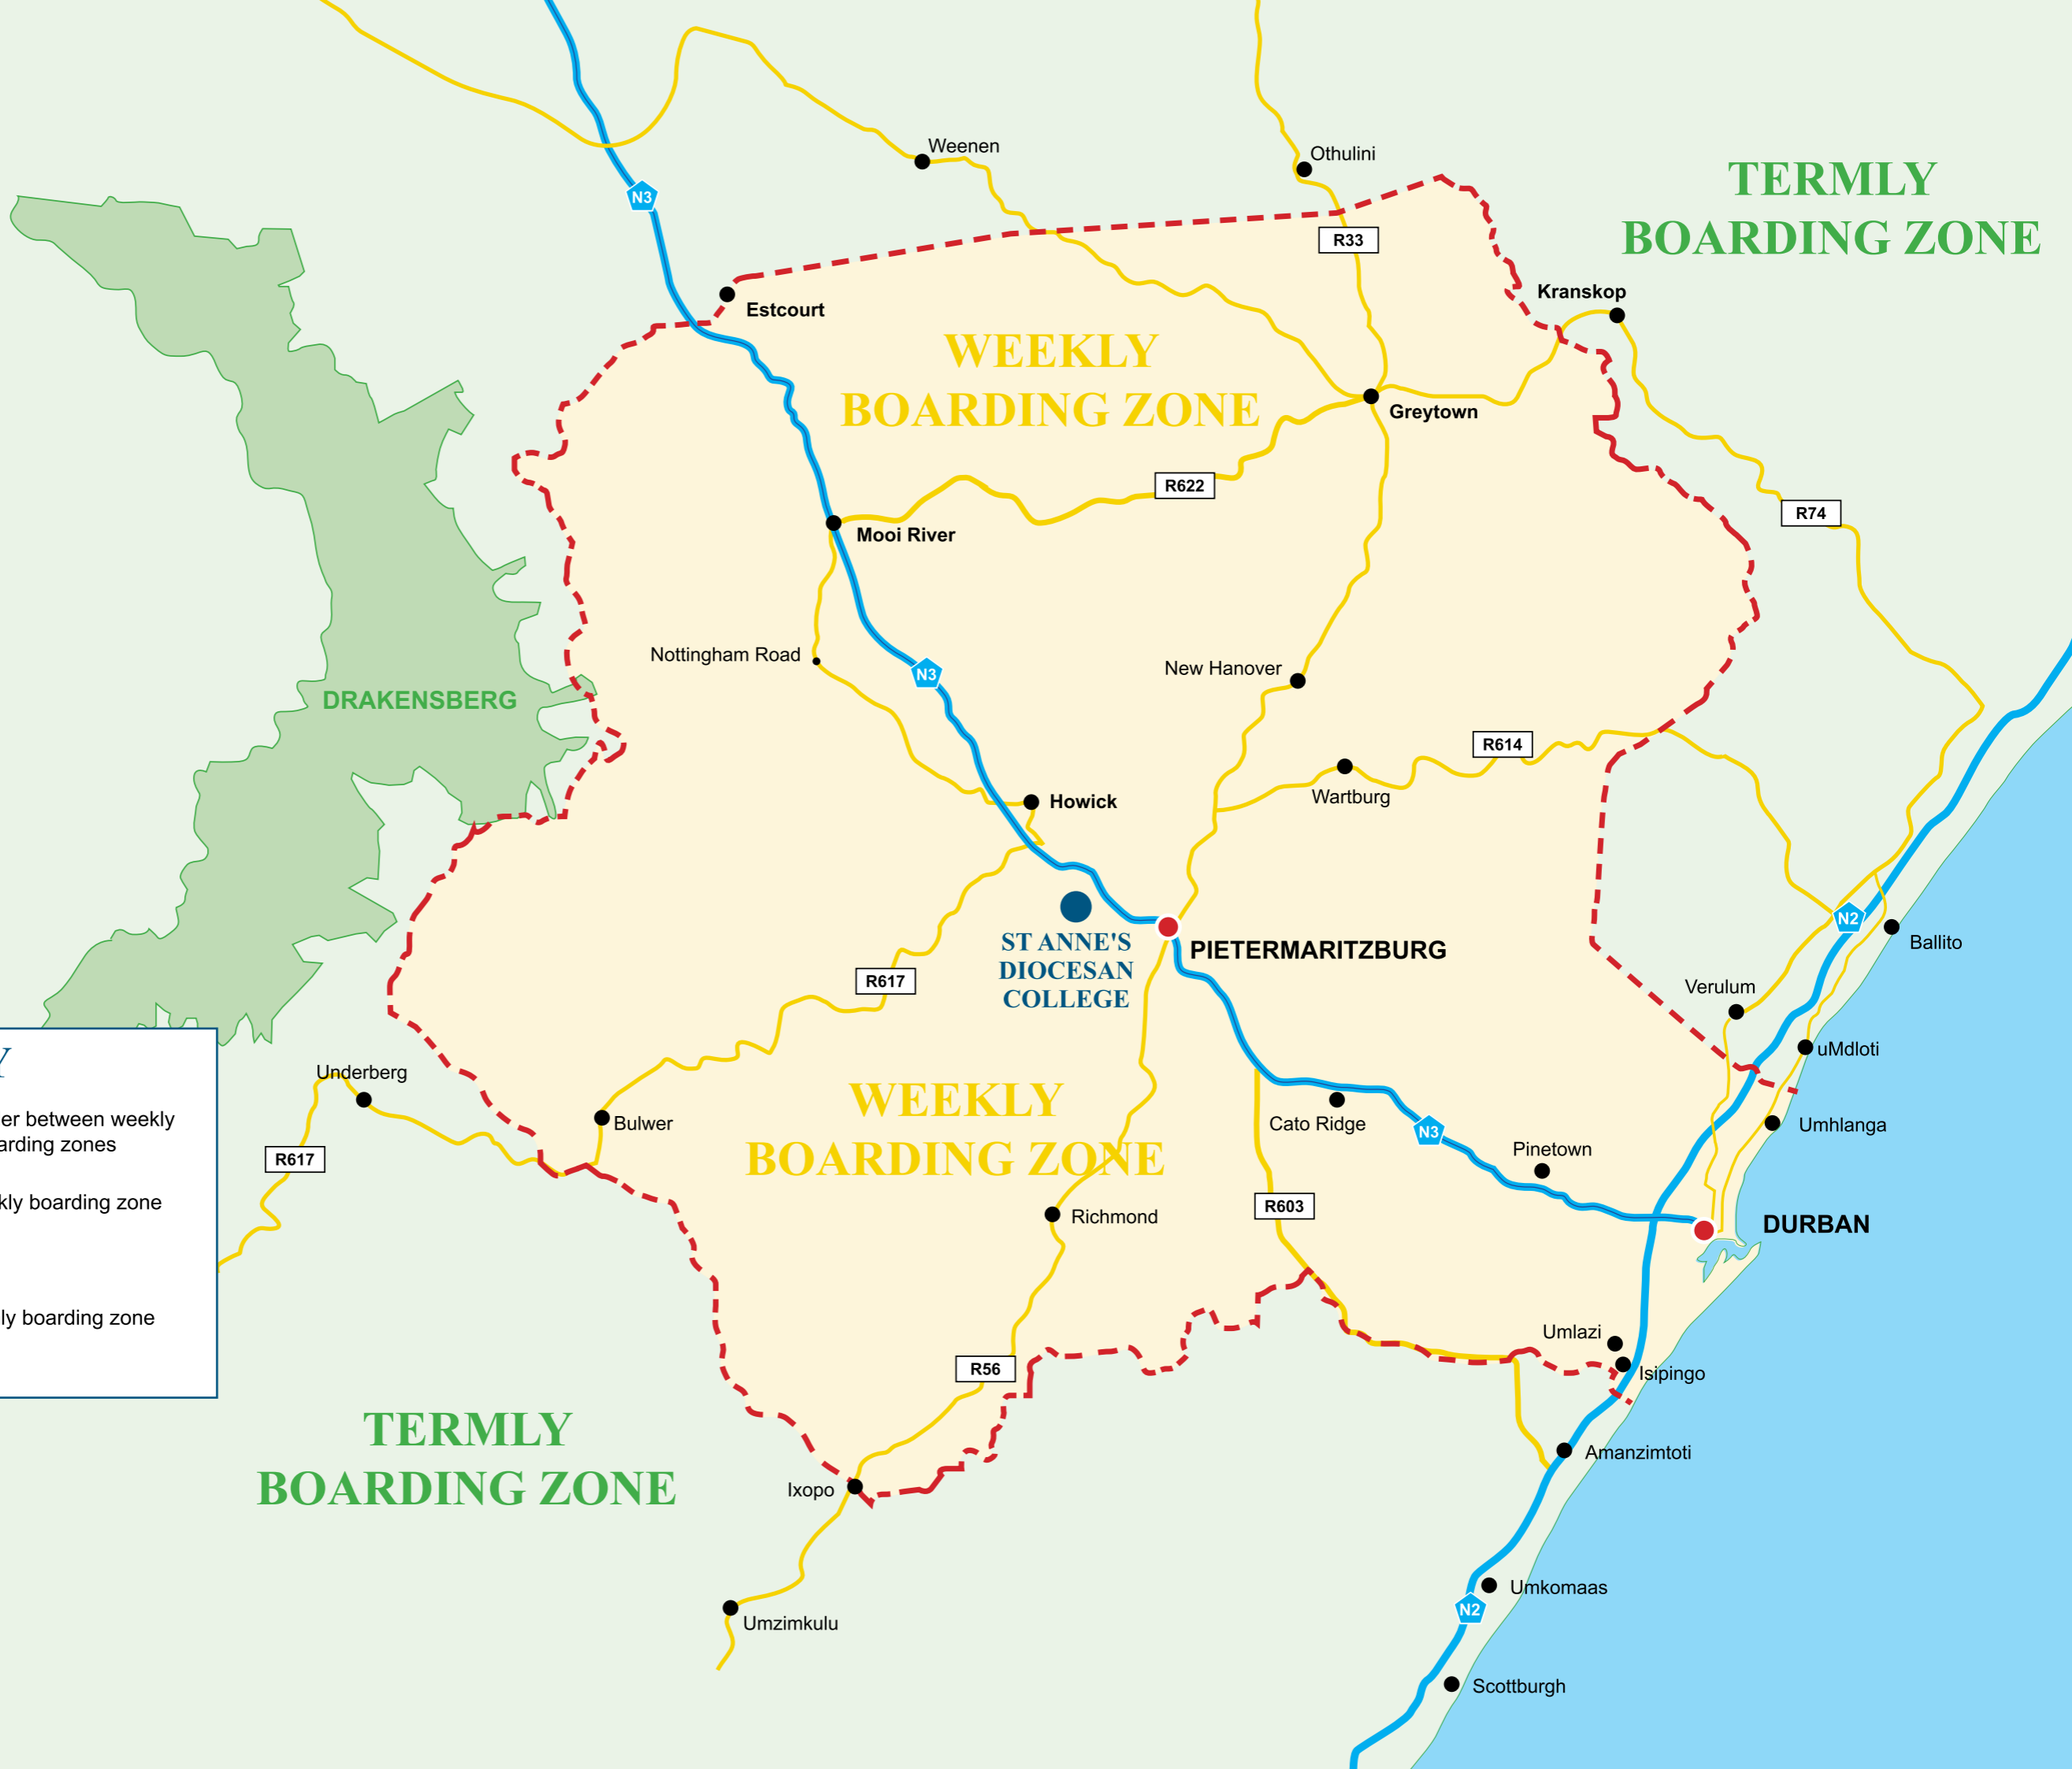 Weenen
Othulini
TERMLY
BOARDING ZONE
N3
R33
Kranskop
Estcourt
WEEKLY
BOARDING ZONE
Greytown
R622
R74
Mooi River
Nottingham Road
N3
New Hanover
DRAKENSBERG
R614
Wartburg
Howick
N2
Ballito
ST ANNE'S
DIOCESAN
COLLEGE
PIETERMARITZBURG
R617
Verulum
uMdloti
Y
Underberg
er between weekly
arding zones
WEEKLY
BOARDING ZONE
Bulwer
Cato Ridge
N3
Umhlanga
Pinetown
R617
kly boarding zone
R603
Richmond
DURBAN
ly boarding zone
Umlazi
R56
Isipingo
TERMLY
BOARDING ZONE
Amanzimtoti
Ixopo
Umkomaas
N2
Umzimkulu
Scottburgh